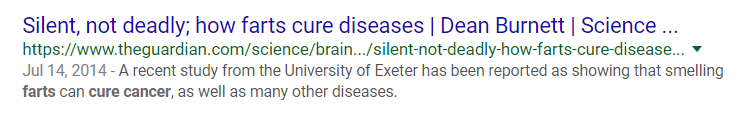 Silent, not deadly; how farts cure diseases | Dean Burnett | Science ...
https://www.theguardian.com/science/brain.../silent-not-deadly-how-farts-cure-disease...
Jul 14, 2014 - A recent study from the University of Exeter has been reported as showing that smelling
farts can cure cancer, as well as many other diseases.